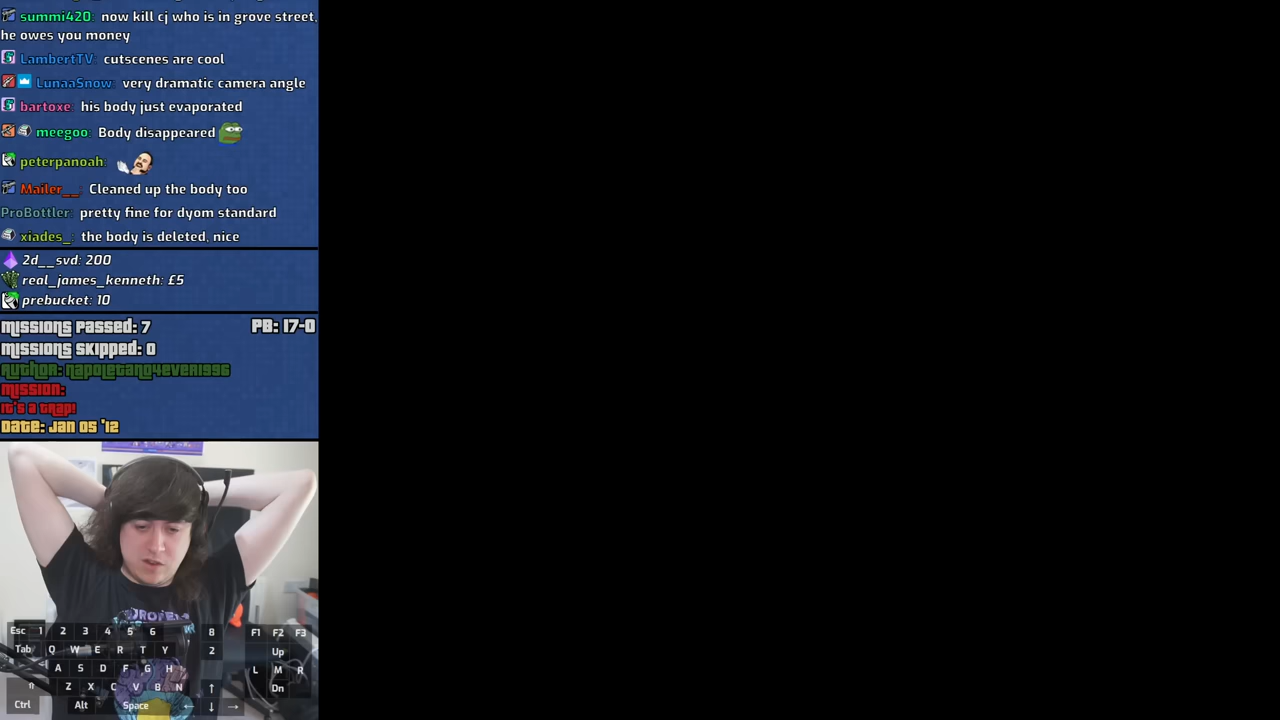 summi420: now kill cj who is in grove street,
he owes you money
LambertTV: cutscenes are cool
LunaaSnow: very dramatic camera angle
bartoxe: his body just evaporated
meegoo: Body disappeared
peterpanoah:
Mailer__: Cleaned up the body too
ProBottler: pretty fine for dyom standard
xiades_: the body is deleted, nice
2d__svd: 200
real_james_kenneth: £5
prebucket: 10
Missions Passed: 7 PB: 17-0
Missions Skipped: 0
Author: napoletano4ever1996
Mission:
It's a trap!
Date: Jan 05 '12
Esc 1 2 3 4 5 6 8 F1 F2 F3
Tab Q W E R T Y 2 Up
A S D F G H L M R
⇧ Z X C V B N ↑ Dn
Ctrl Alt Space ← ↓ →